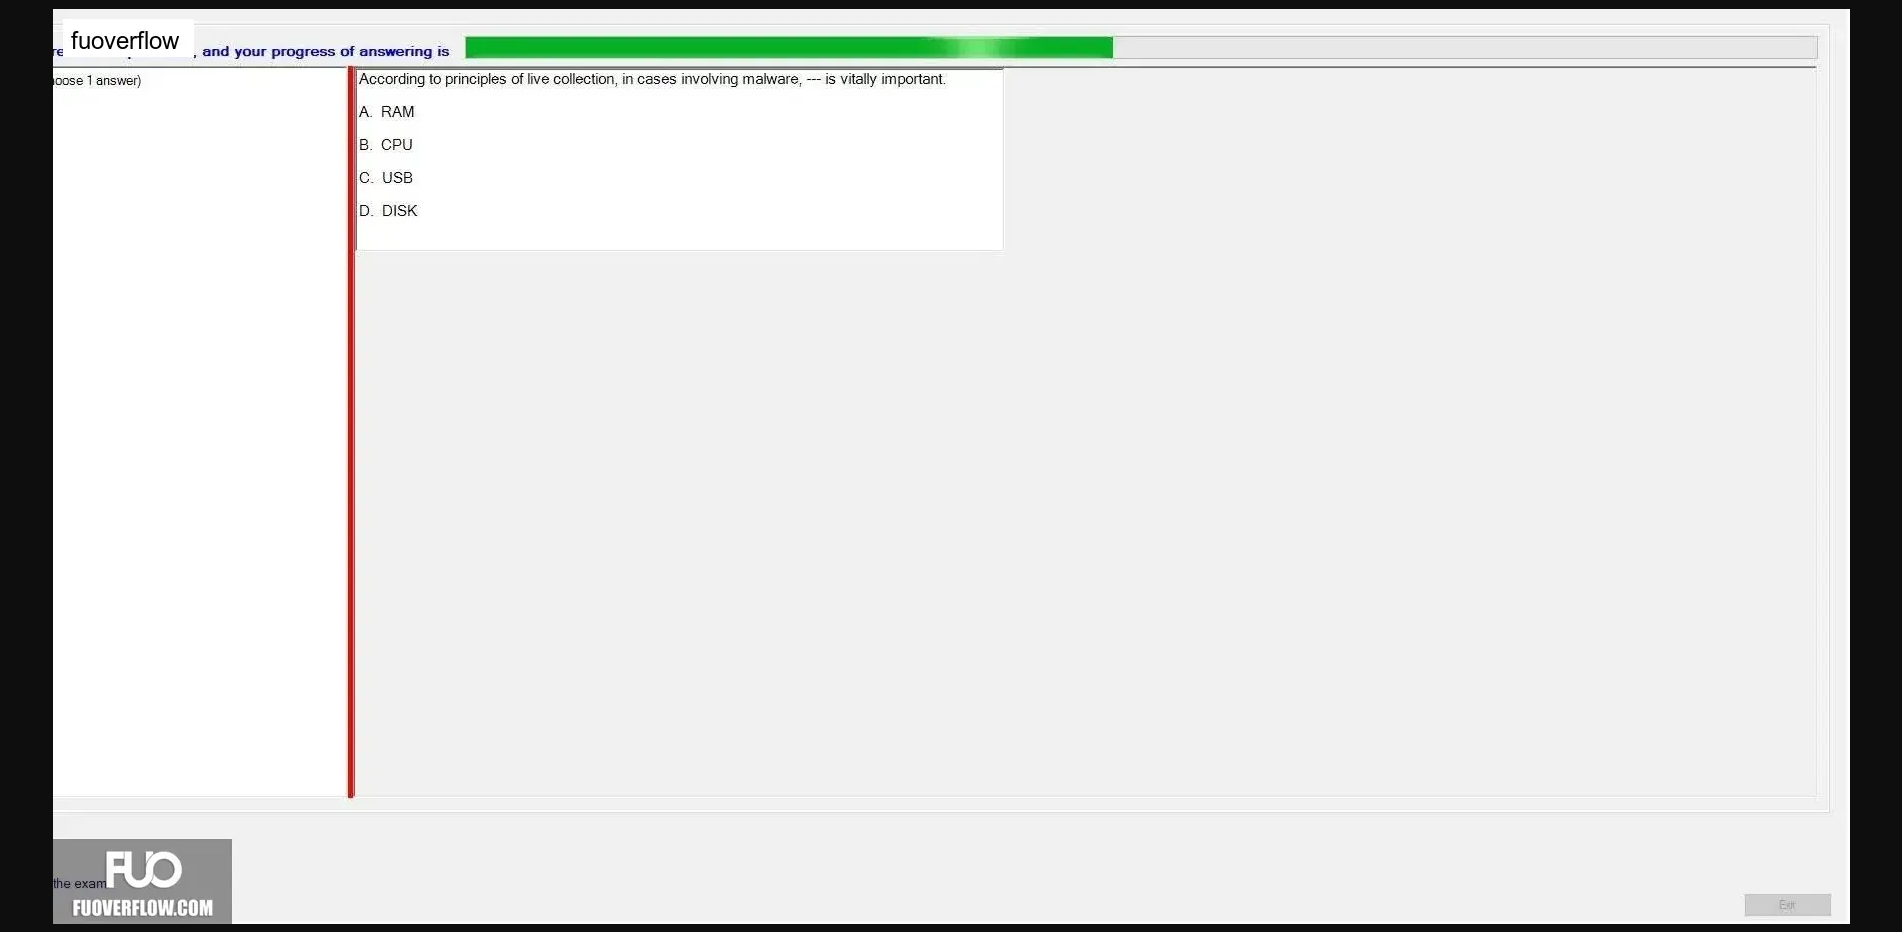 fuoverflow
, and your progress of answering is
oose 1 answer)
According to principles of live collection, in cases involving malware, --- is vitally important.
A. RAM
B. CPU
C. USB
D. DISK
the exam
FUO
FUOVERFLOW.COM
Exit